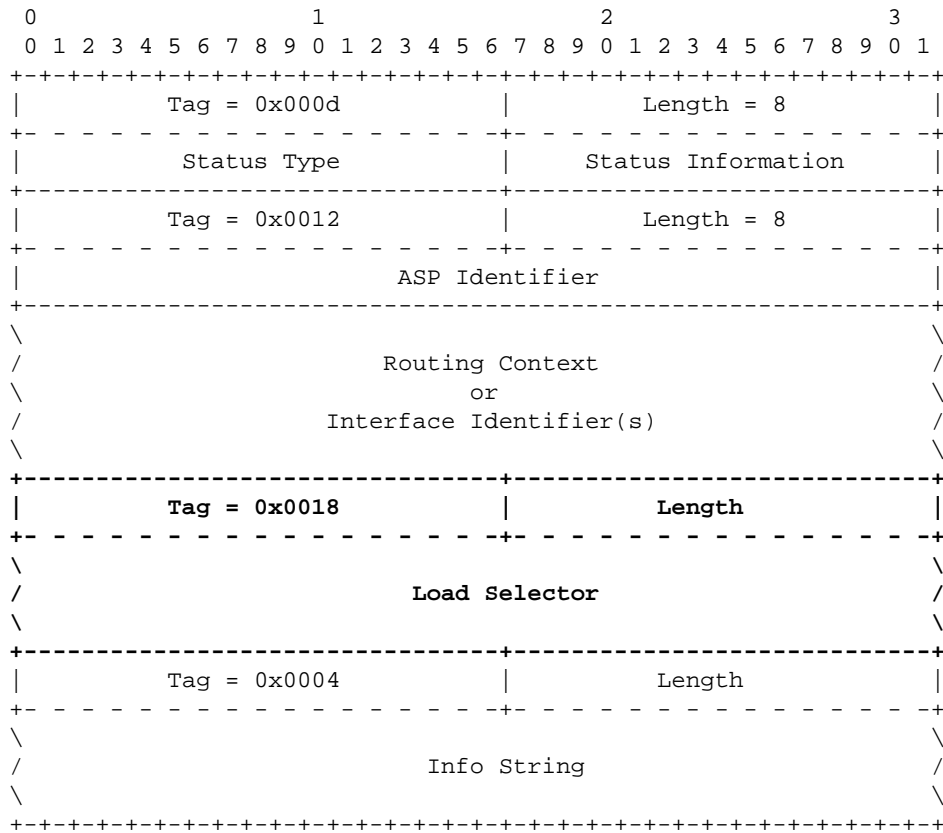 0 1 2 3
0 1 2 3 4 5 6 7 8 9 0 1 2 3 4 5 6 7 8 9 0 1 2 3 4 5 6 7 8 9 0 1
Tag = 0x000d Length = 8
Status Type Status Information
Tag = 0x0012 Length = 8
ASP Identifier
Routing Context
or
Interface Identifier(s)
Tag = 0x0018 Length
Load Selector
Tag = 0x0004 Length
Info String